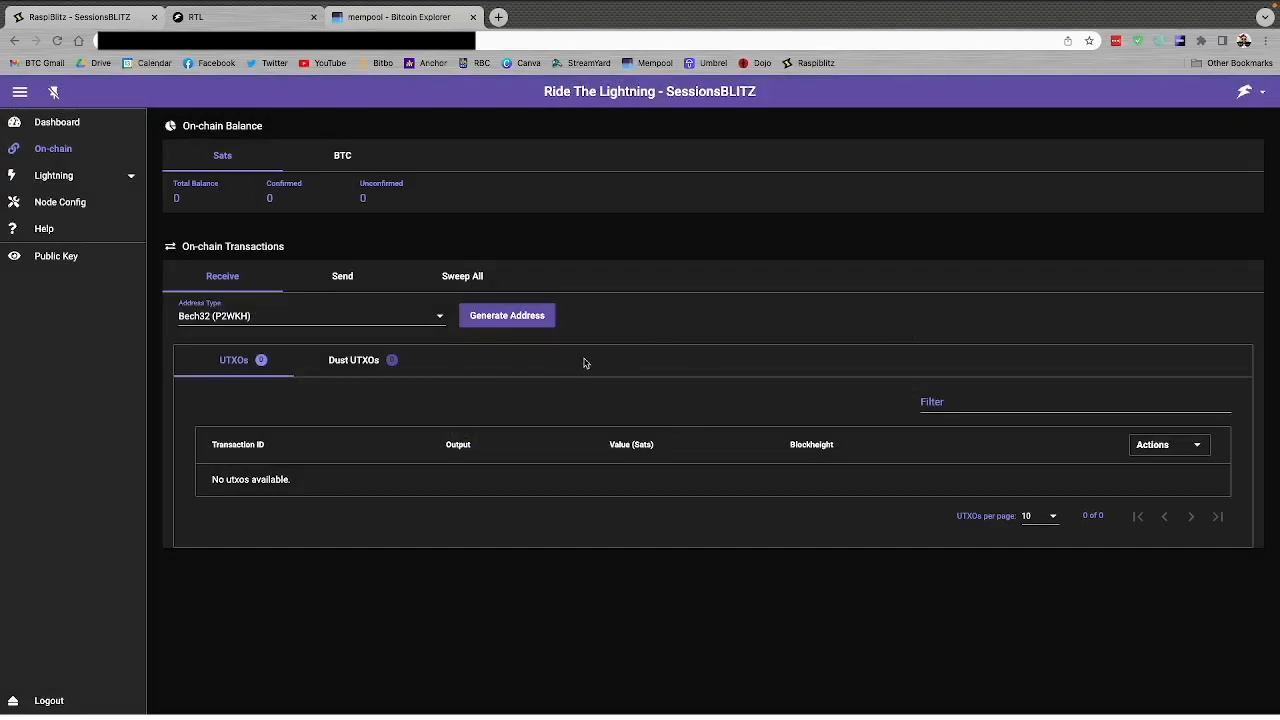 RaspiBlitz - SessionsBLITZ
RTL
mempool - Bitcoin Explorer
BTC Gmail
Drive
Calendar
Facebook
Twitter
YouTube
Bitbo
Anchor
RBC
Canva
StreamYard
Mempool
Umbrel
Dojo
Raspiblitz
Other Bookmarks
Ride The Lightning - SessionsBLITZ
Dashboard
On-chain
Lightning
Node Config
Help
Public Key
Logout
On-chain Balance
Sats
BTC
Total Balance
Confirmed
Unconfirmed
0
0
0
On-chain Transactions
Receive
Send
Sweep All
Address Type
Bech32 (P2WKH)
Generate Address
UTXOs 0
Dust UTXOs 0
Filter
Transaction ID
Output
Value (Sats)
Blockheight
Actions
No utxos available.
UTXOs per page: 10
0 of 0